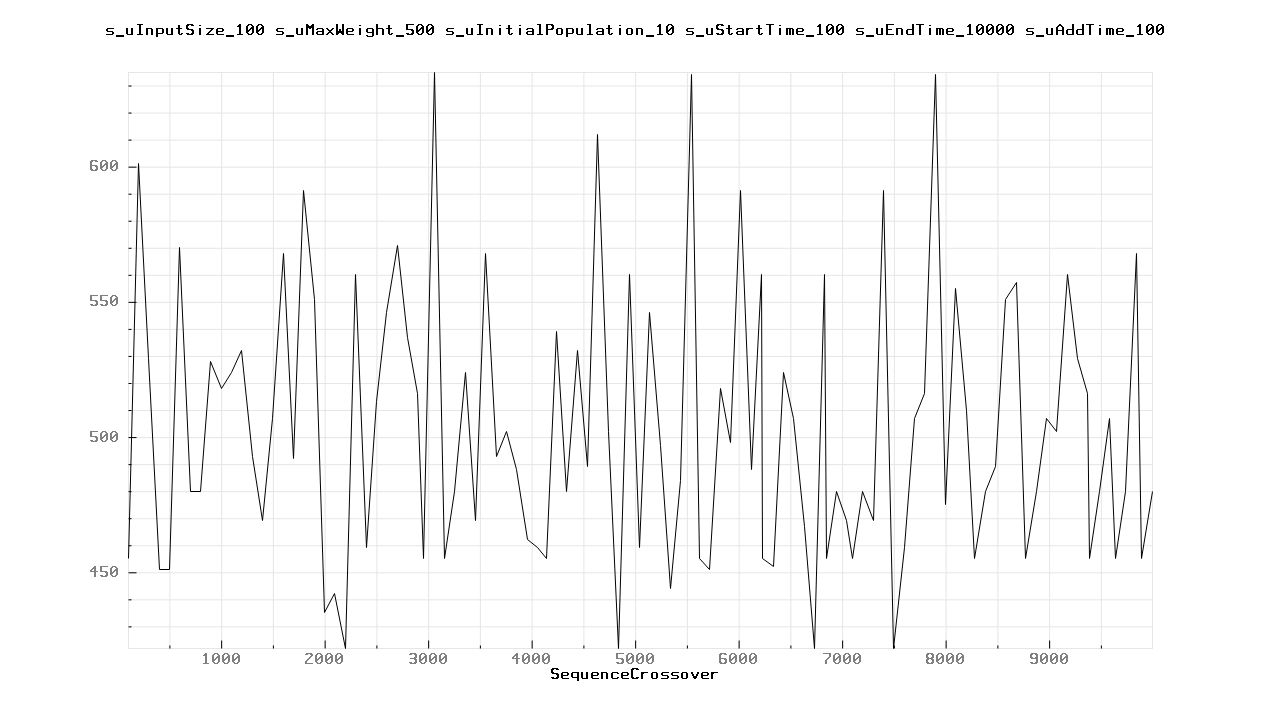 s_uInputSize_100 s_uMaxWeight_500 s_uInitialPopulation_10 s_uStartTime_100 s_uEndTime_10000 s_uAddTime_100
600
550
500
450
1000 2000 3000 4000 5000 6000 7000 8000 9000
SequenceCrossover